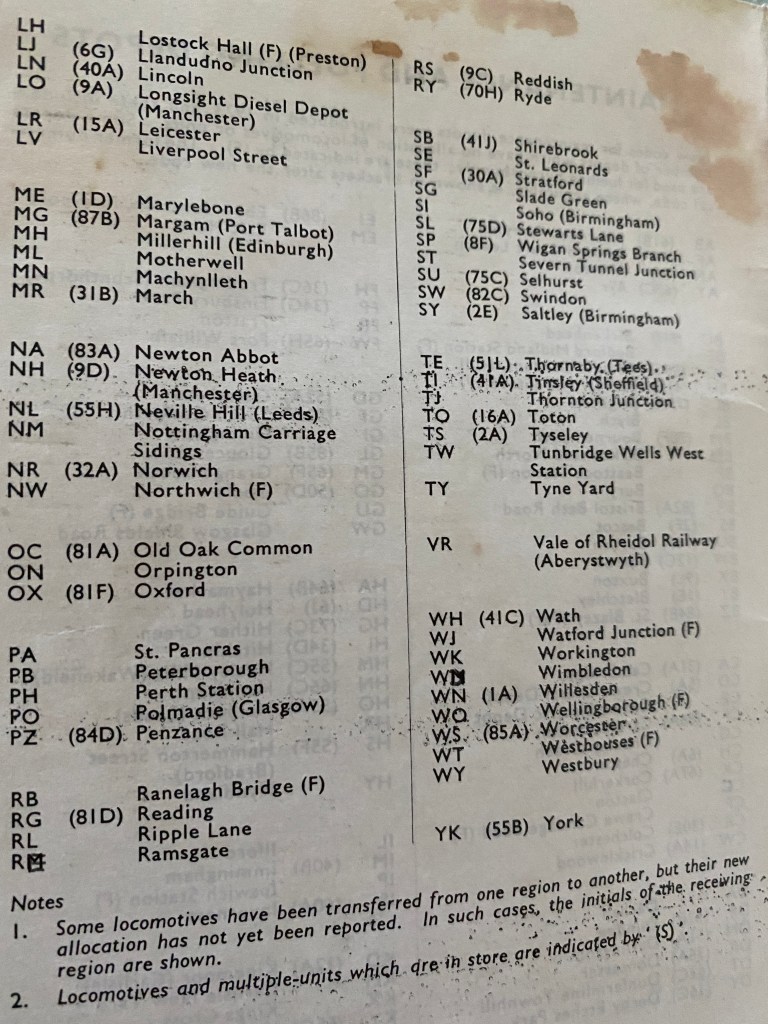 LH Lostock Hall (F) (Preston)
LJ (6G) Llandudno Junction
LN (40A) Lincoln
LO (9A) Longsight Diesel Depot
(Manchester)
LR (15A) Leicester
LV Liverpool Street
ME (1D) Marylebone
MG (87B) Margam (Port Talbot)
MH Millerhill (Edinburgh)
ML Motherwell
MN Machynlleth
MR (31B) March
NA (83A) Newton Abbot
NH (9D) Newton Heath
(Manchester)
NL (55H) Neville Hill (Leeds)
NM Nottingham Carriage
Sidings
NR (32A) Norwich
NW Northwich (F)
OC (81A) Old Oak Common
ON Orpington
OX (81F) Oxford
PA St. Pancras
PB Peterborough
PH Perth Station
PO Polmadie (Glasgow)
PZ (84D) Penzance
RB Ranelagh Bridge (F)
RG (81D) Reading
RL Ripple Lane
Ramsgate
RS (9C) Reddish
RY (70H) Ryde
SB (41J) Shirebrook
SE St. Leonards
SF (30A) Stratford
SG Slade Green
SI Soho (Birmingham)
SL (75D) Stewarts Lane
SP (8F) Wigan Springs Branch
ST Severn Tunnel Junction
SU (75C) Selhurst
SW (82C) Swindon
SY (2E) Saltley (Birmingham)
TE (51L) Thornaby (Tees)
TI (41A) Tinsley (Sheffield)
TJ Thornton Junction
TO (16A) Toton
TS (2A) Tyseley
TW Tunbridge Wells West
Station
TY Tyne Yard
VR Vale of Rheidol Railway
(Aberystwyth)
WH (41C) Wath
WJ Watford Junction (F)
WK Workington
Wimbledon
WN (1A) Willesden
WO Wellingborough (F)
WS (85A) Worcester
WT Westhouses (F)
WY Westbury
YK (55B) York
Notes
1. Some locomotives have been transferred from one region to another, but their new
allocation has not yet been reported. In such cases, the initials of the receiving
region are shown.
2. Locomotives and multiple-units which are in store are indicated by '(S)'.